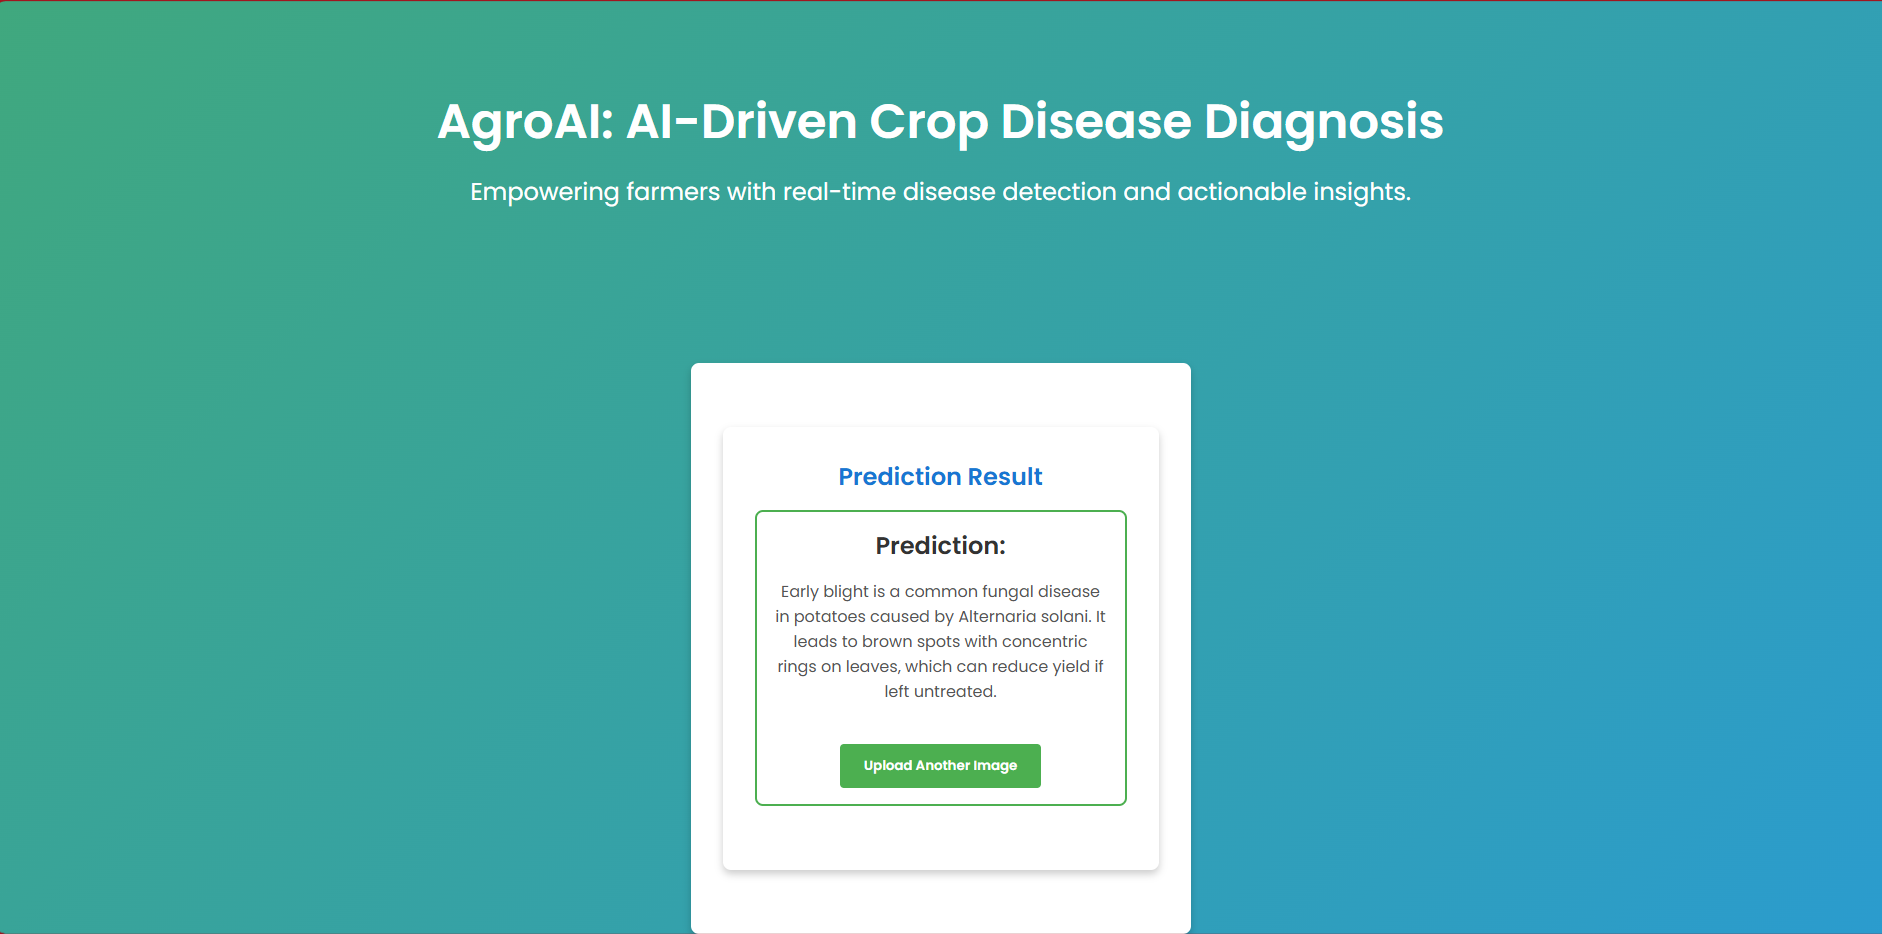 AgroAI: AI-Driven Crop Disease Diagnosis
Empowering farmers with real-time disease detection and actionable insights.
Prediction Result
Prediction:
Early blight is a common fungal disease
in potatoes caused by Alternaria solani. It
leads to brown spots with concentric
rings on leaves, which can reduce yield if
left untreated.
Upload Another Image